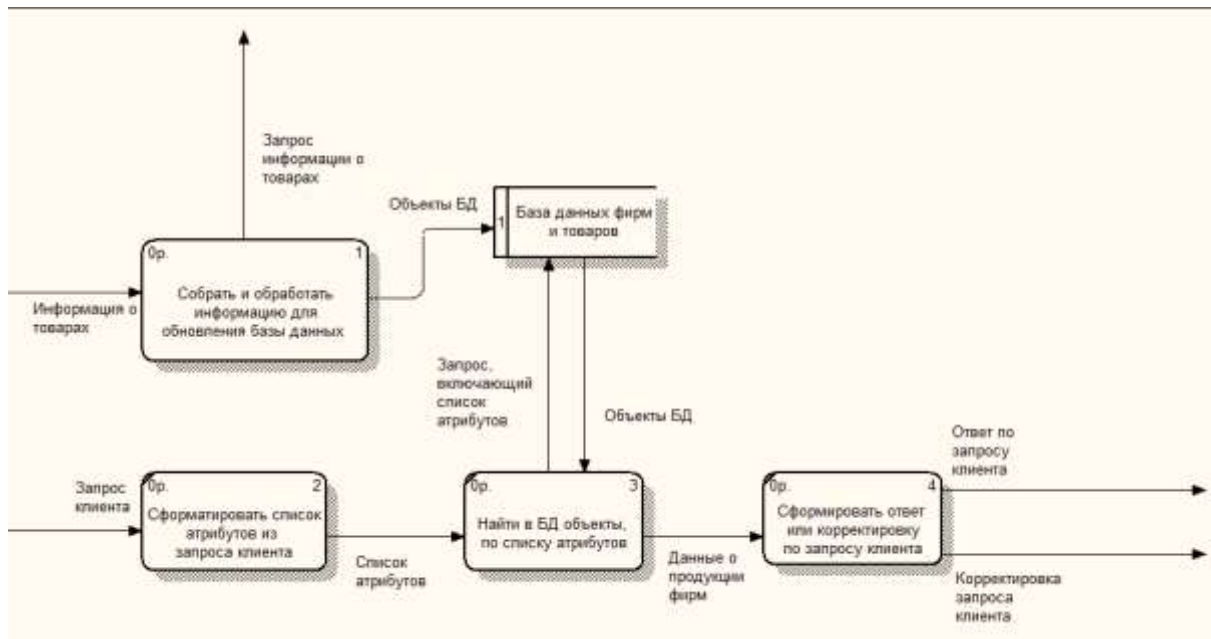 Запрос
информации о
товарах
Объекты БД
1
База данных фирм
и товаров
0р.
1
Собрать и обработать
информацию для
обновления базы данных
Информация о
товарах
Запрос,
включающий
список
атрибутов
Объекты БД
Запрос
клиента
0р.
2
Сформатировать список
атрибутов из
запроса клиента
Список
атрибутов
0р.
3
Найти в БД объекты,
по списку атрибутов
Данные о
продукции
фирм
0р.
4
Сформировать ответ
или корректировку
по запросу клиента
Ответ по
запросу
клиента
Корректировка
запроса
клиента